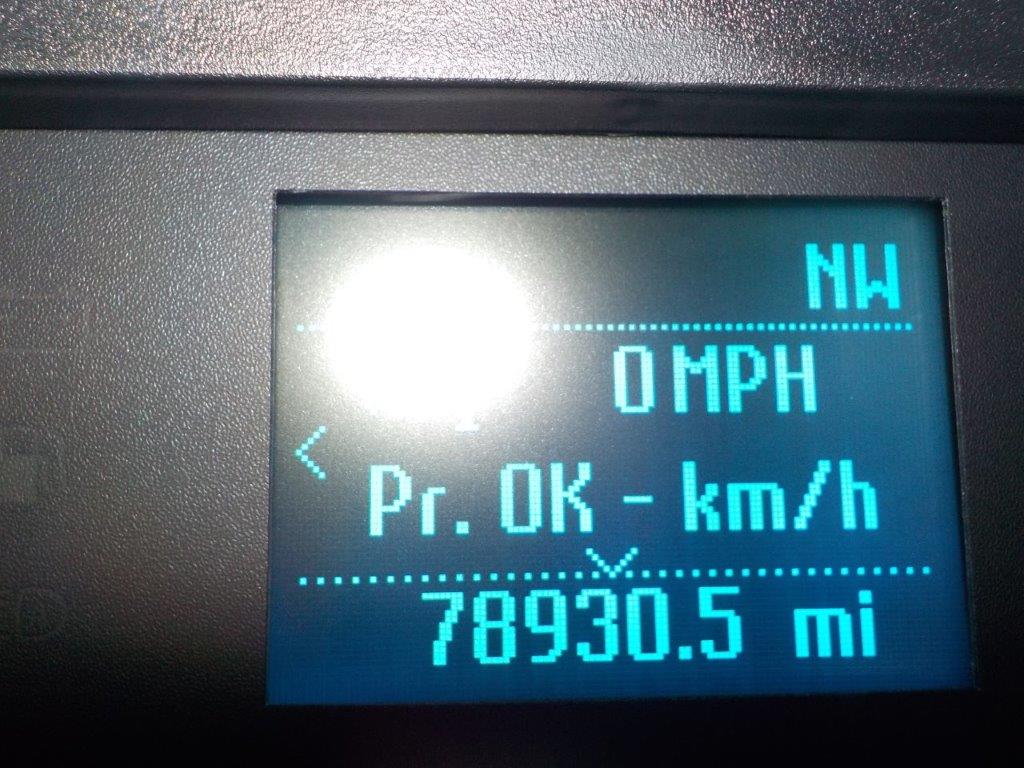 NW
0 MPH
Pr. OK - km/h
78930.5 mi